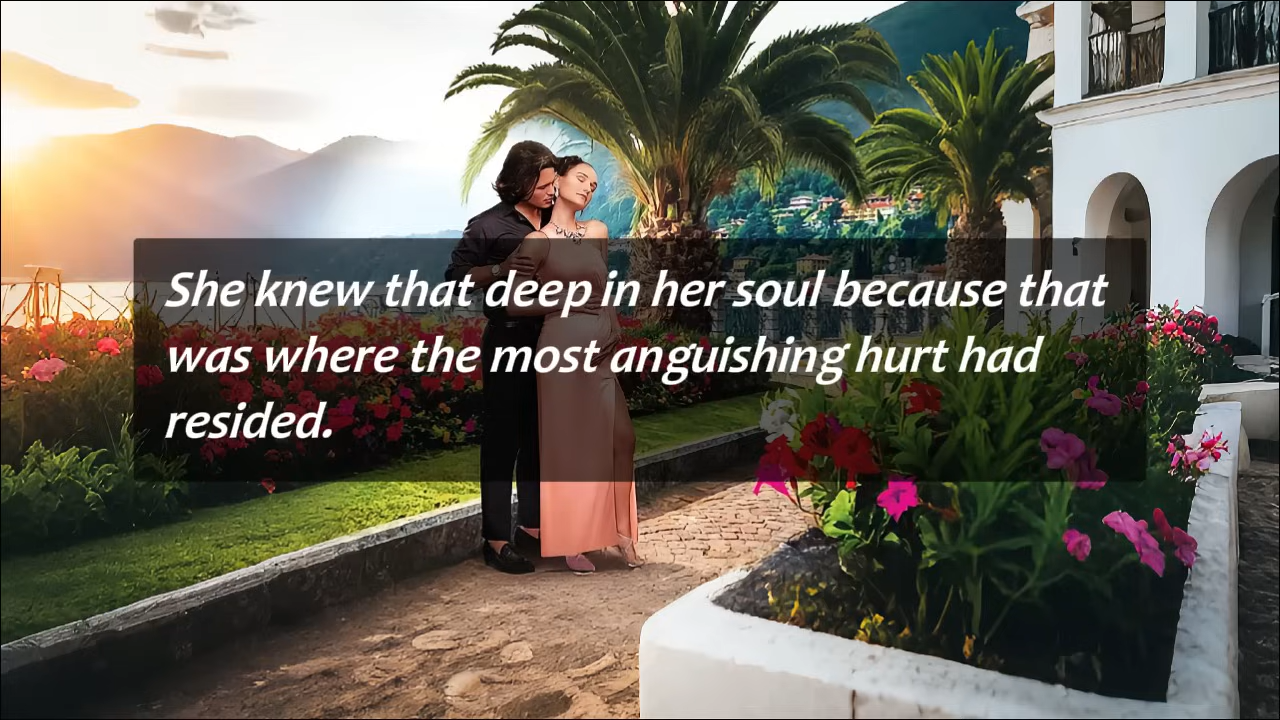 She knew that deep in her soul because that
was where the most anguishing hurt had
resided.